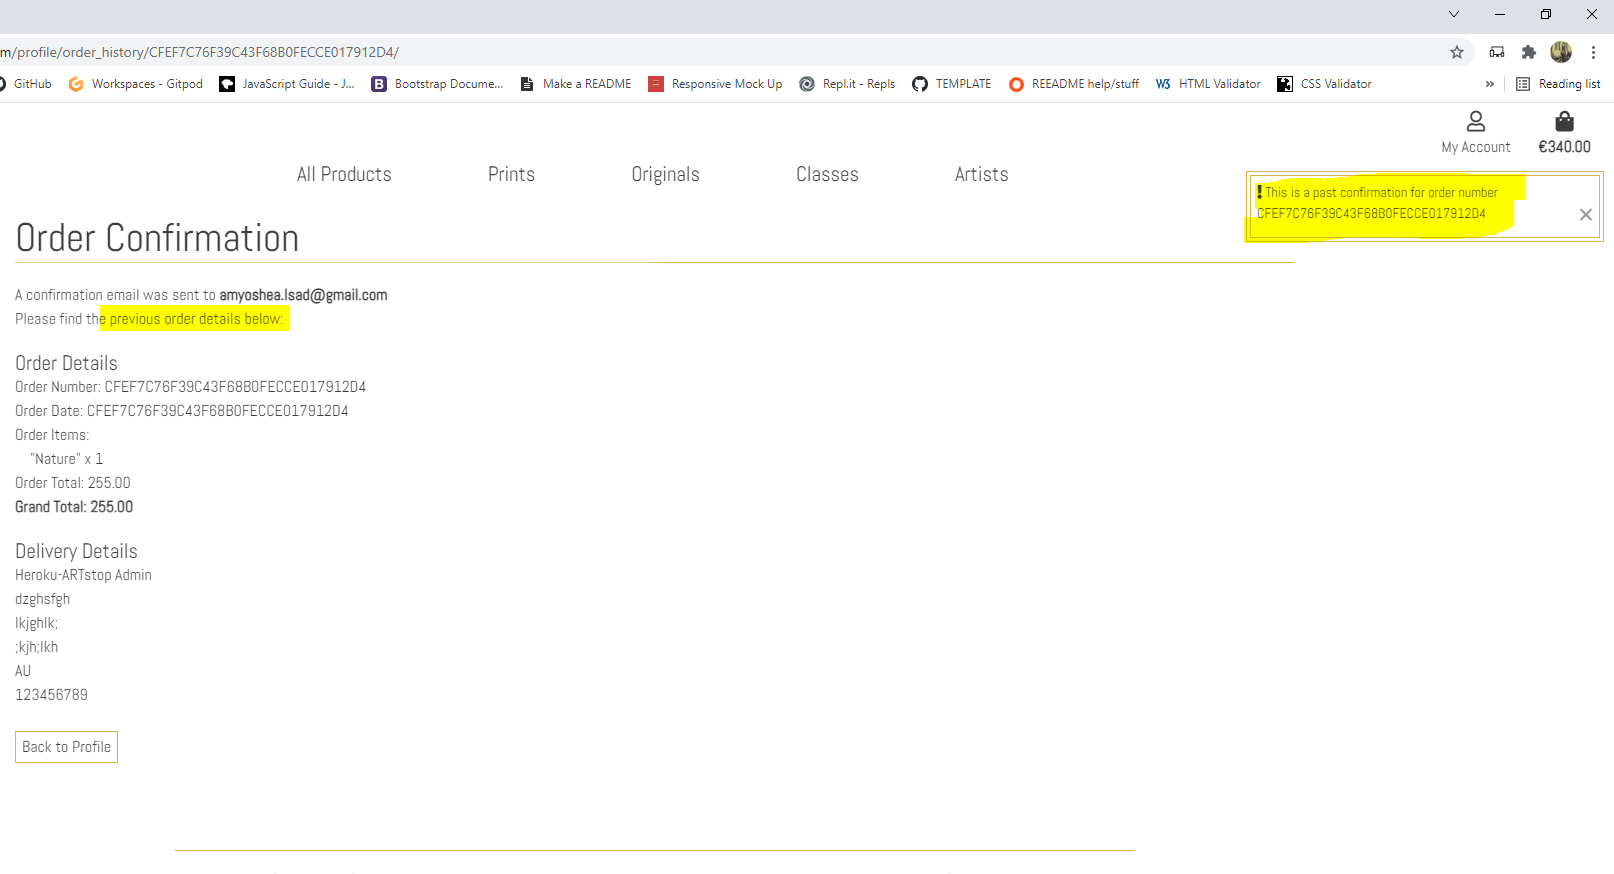 m/profile/order_history/CFEF7C76F39C43F68B0FECCE017912D4/
GitHub Workspaces - Gitpod JavaScript Guide - J... Bootstrap Docume... Make a README Responsive Mock Up Repl.it - Repls TEMPLATE REEADME help/stuff HTML Validator CSS Validator » Reading list
My Account €340.00
All Products Prints Originals Classes Artists
! This is a past confirmation for order number
CFEF7C76F39C43F68B0FECCE017912D4
Order Confirmation
A confirmation email was sent to amyoshea.lsad@gmail.com
Please find the previous order details below:
Order Details
Order Number: CFEF7C76F39C43F68B0FECCE017912D4
Order Date: CFEF7C76F39C43F68B0FECCE017912D4
Order Items:
"Nature" x 1
Order Total: 255.00
Grand Total: 255.00
Delivery Details
Heroku-ARTstop Admin
dzghsfgh
lkjghlk;
;kjh;lkh
AU
123456789
Back to Profile